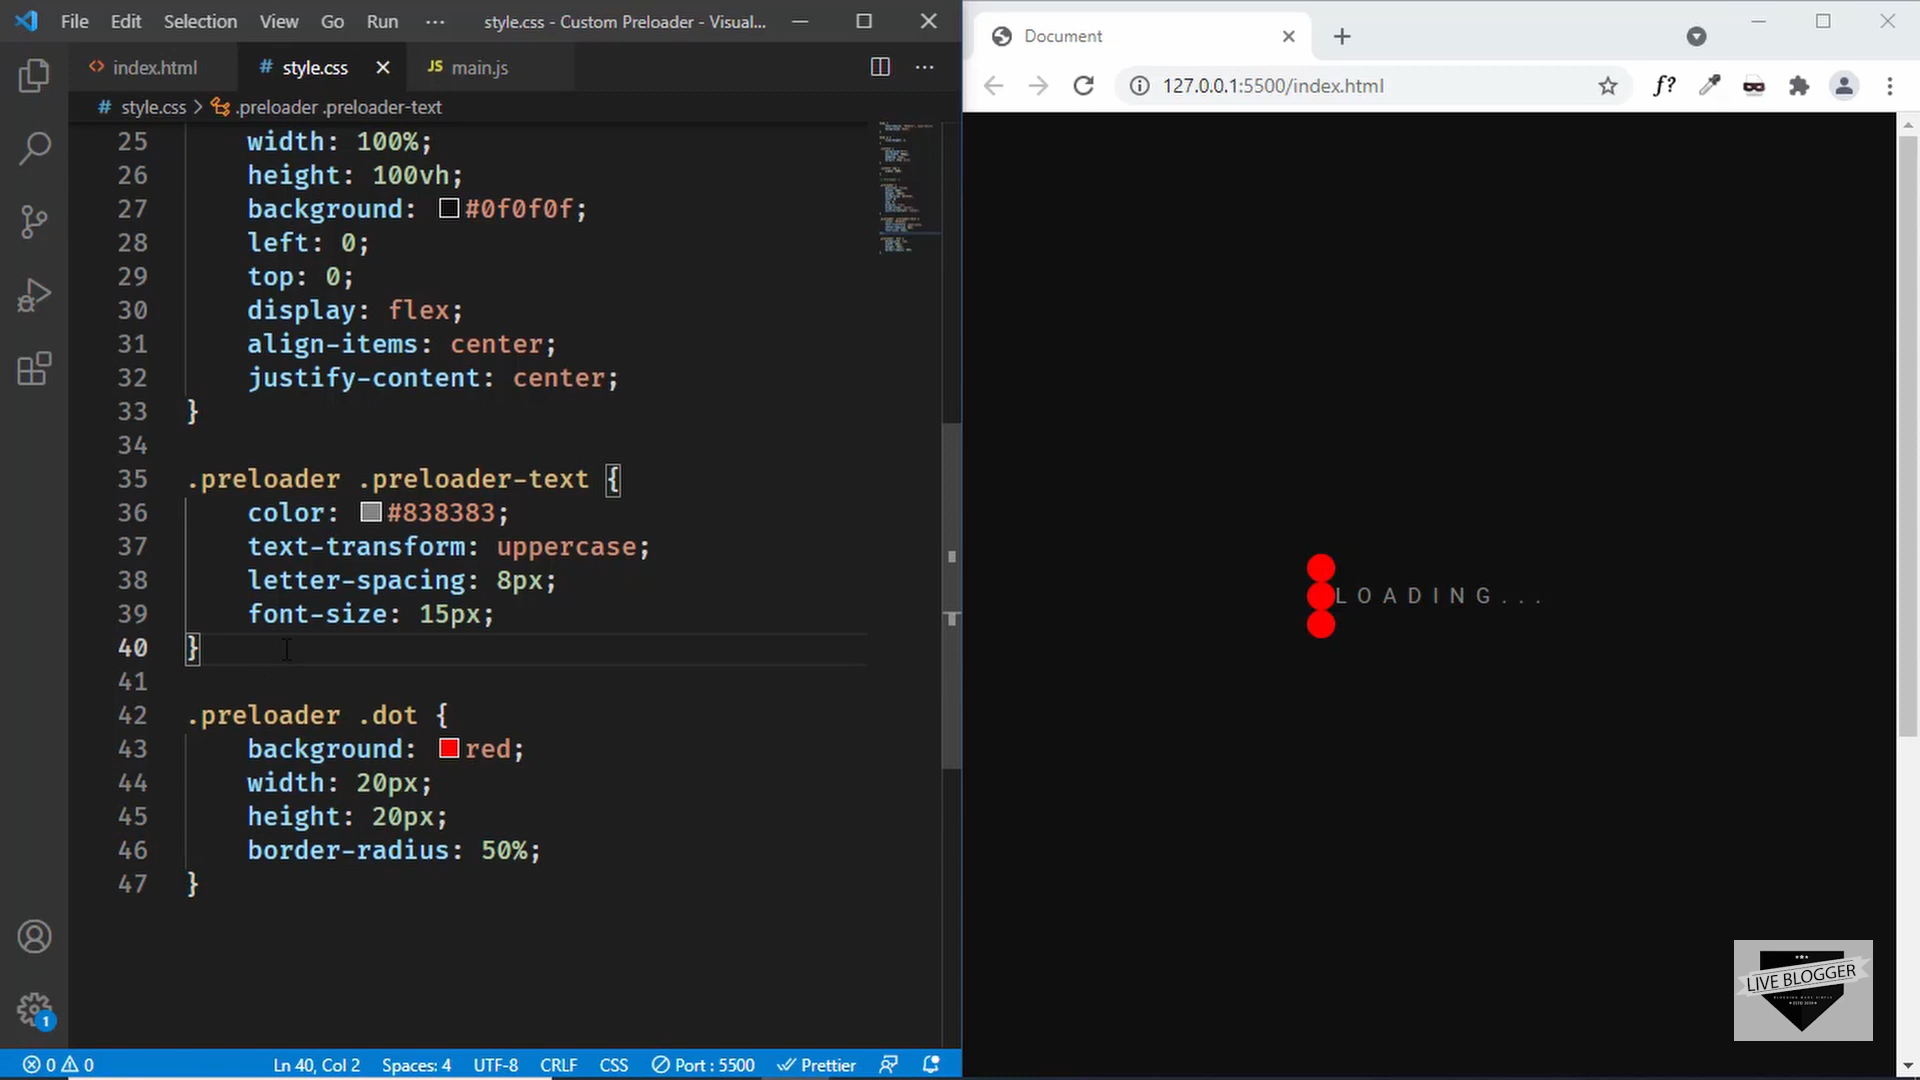 File Edit Selection View Go Run ··· style.css - Custom Preloader - Visual...
index.html # style.css JS main.js
# style.css > .preloader .preloader-text
25 width: 100%;
26 height: 100vh;
27 background: #0f0f0f;
28 left: 0;
29 top: 0;
30 display: flex;
31 align-items: center;
32 justify-content: center;
33 }
34
35 .preloader .preloader-text {
36 color: #838383;
37 text-transform: uppercase;
38 letter-spacing: 8px;
39 font-size: 15px;
40 }
41
42 .preloader .dot {
43 background: red;
44 width: 20px;
45 height: 20px;
46 border-radius: 50%;
47 }
1
0 0 Ln 40, Col 2 Spaces: 4 UTF-8 CRLF CSS Port : 5500 Prettier
Document
127.0.0.1:5500/index.html
f?
LOADING...
LIVE BLOGGER